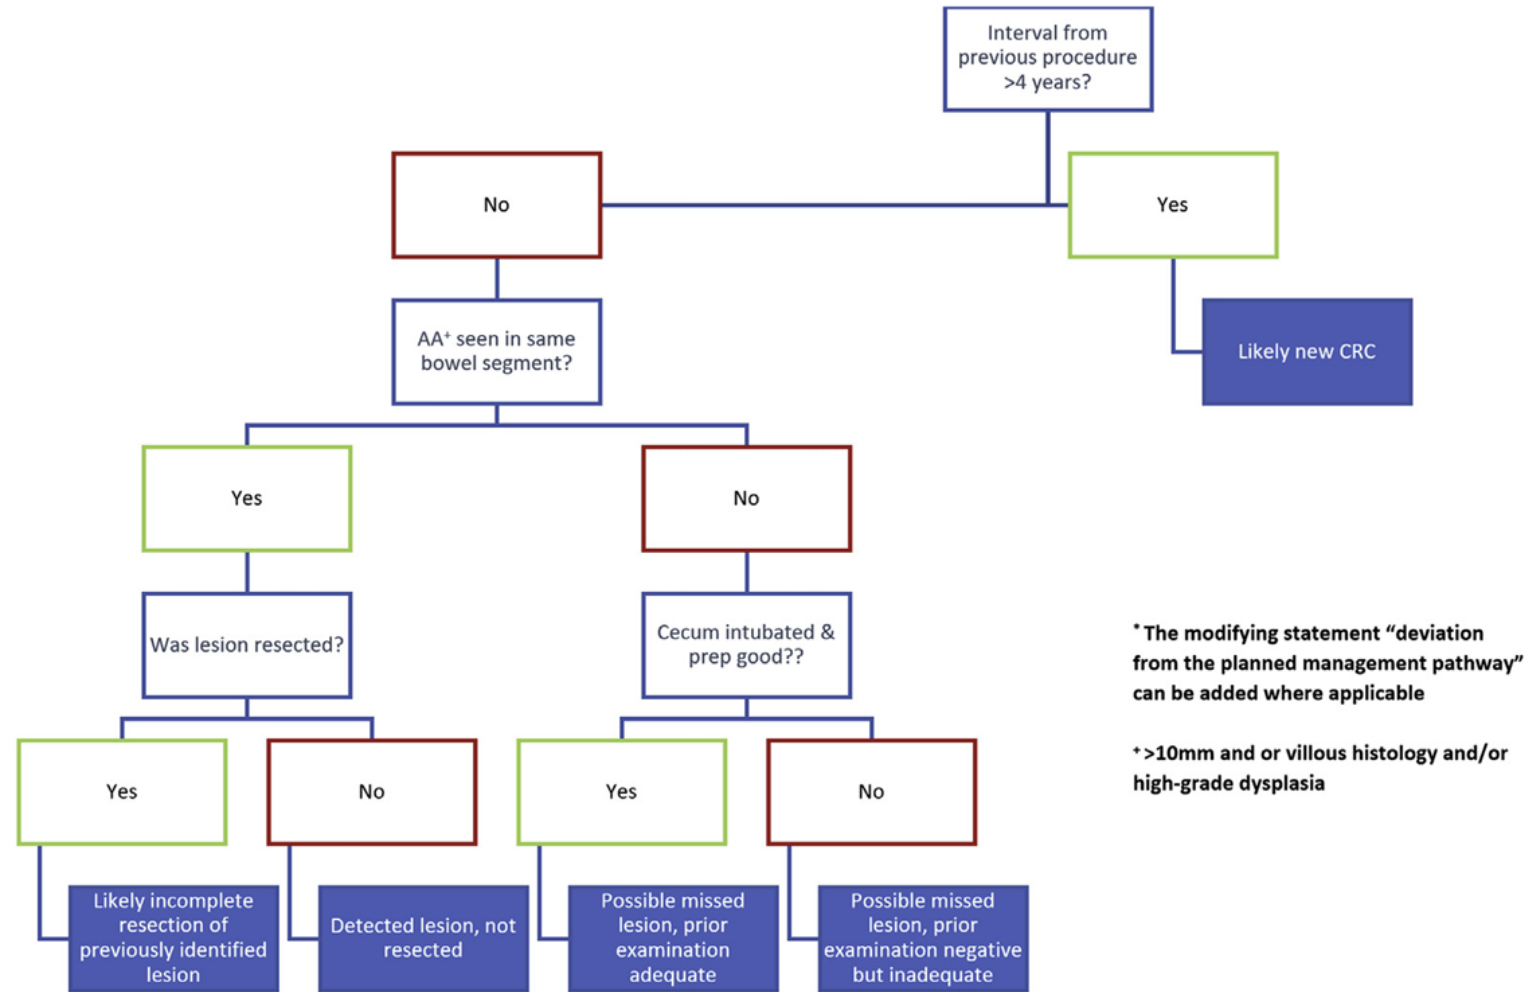 Interval from
previous procedure
>4 years?
No
Yes
AA⁺ seen in same
bowel segment?
Likely new CRC
Yes
No
Was lesion resected?
Cecum intubated &
prep good??
* The modifying statement “deviation
from the planned management pathway”
can be added where applicable
⁺ >10mm and or villous histology and/or
high-grade dysplasia
Yes
No
Yes
No
Likely incomplete
resection of
previously identified
lesion
Detected lesion, not
resected
Possible missed
lesion, prior
examination
adequate
Possible missed
lesion, prior
examination negative
but inadequate